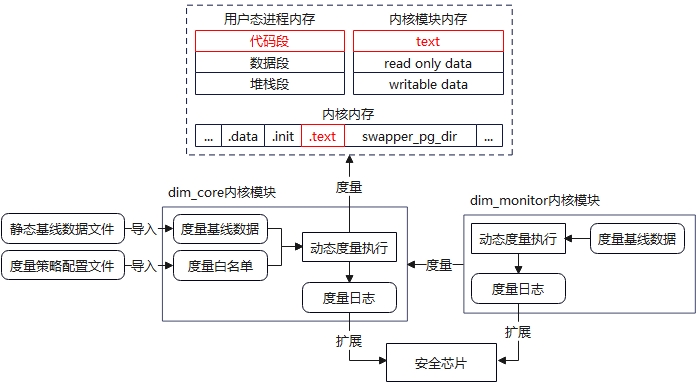 用户态进程内存
内核模块内存
代码段
text
数据段
read only data
堆栈段
writable data
内核内存
... .data .init .text swapper_pg_dir ...
度量
dim_core内核模块
dim_monitor内核模块
静态基线数据文件
导入
度量基线数据
动态度量执行
度量策略配置文件
导入
度量白名单
度量日志
度量
动态度量执行
度量基线数据
度量日志
扩展
扩展
安全芯片